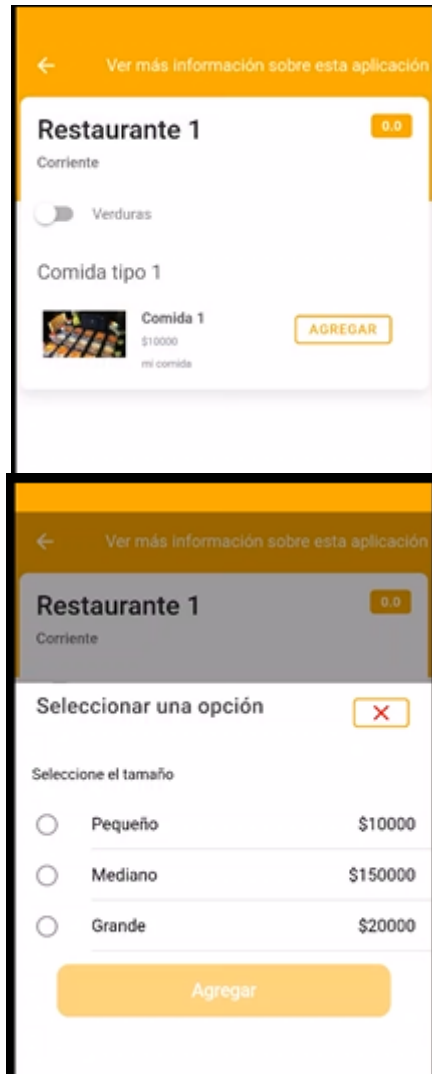 Ver más información sobre esta aplicación
Restaurante 1
0.0
Corriente
Verduras
Comida tipo 1
Comida 1
$10000
mi comida
AGREGAR
Ver más información sobre esta aplicación
Restaurante 1
0.0
Corriente
Seleccionar una opción
Seleccione el tamaño
Pequeño $10000
Mediano $150000
Grande $20000
Agregar